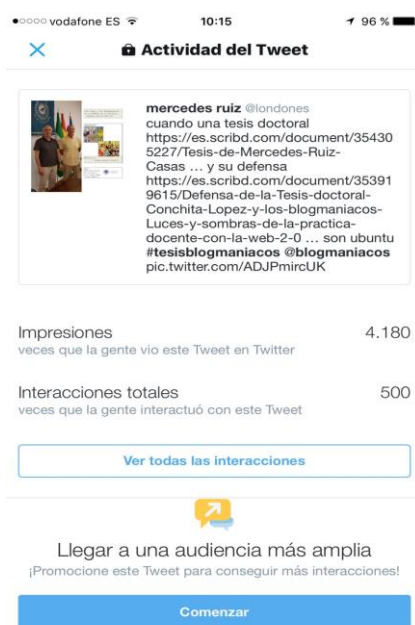 vodafone ES 10:15 96 %
Actividad del Tweet
mercedes ruiz @londones
cuando una tesis doctoral
https://es.scribd.com/document/35430
5227/Tesis-de-Mercedes-Ruiz-
Casas … y su defensa
https://es.scribd.com/document/35391
9615/Defensa-de-la-Tesis-doctoral-
Conchita-Lopez-y-los-blogmaniacos-
Luces-y-sombras-de-la-practica-
docente-con-la-web-2-0 … son ubuntu
#tesisblogmaniacos @blogmaniacos
pic.twitter.com/ADJPmircUK
Impresiones 4.180
veces que la gente vio este Tweet en Twitter
Interacciones totales 500
veces que la gente interactuó con este Tweet
Ver todas las interacciones
Llegar a una audiencia más amplia
¡Promocione este Tweet para conseguir más interacciones!
Comenzar